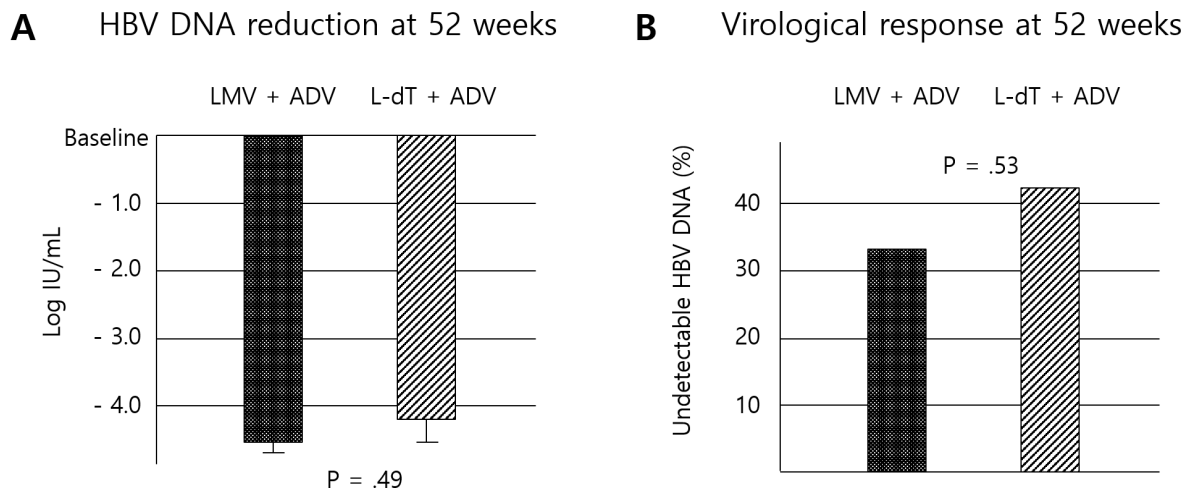 A HBV DNA reduction at 52 weeks
LMV + ADV L-dT + ADV
Baseline
- 1.0
- 2.0
- 3.0
- 4.0
Log IU/mL
P = .49
B Virological response at 52 weeks
LMV + ADV L-dT + ADV
P = .53
40
30
20
10
Undetectable HBV DNA (%)